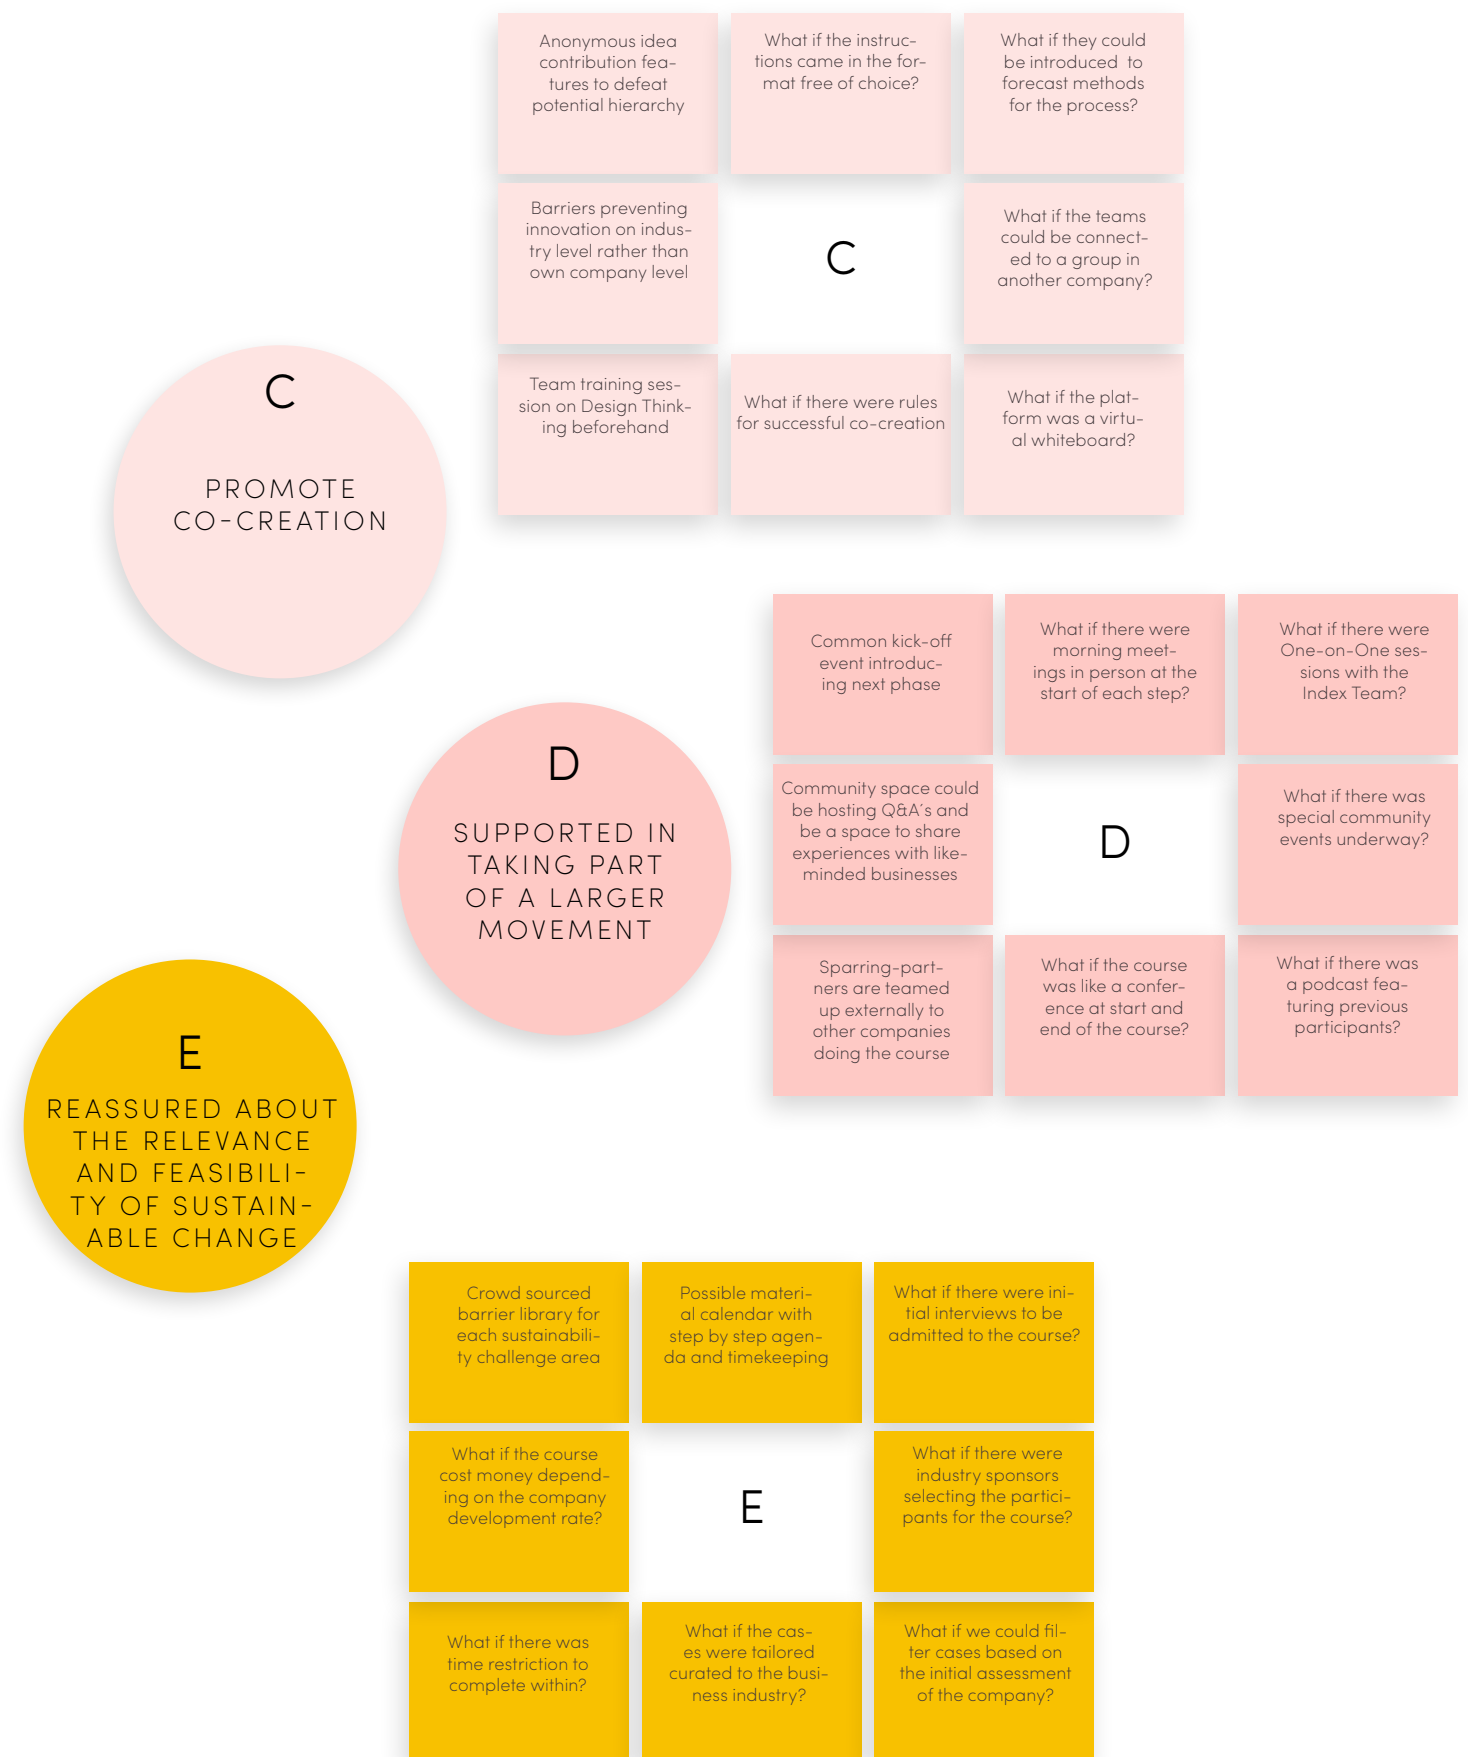 Anonymous idea
contribution fea-
tures to defeat
potential hierarchy
What if the instruc-
tions came in the for-
mat free of choice?
What if they could
be introduced to
forecast methods
for the process?
Barriers preventing
innovation on indus-
try level rather than
own company level
C
What if the teams
could be connect-
ed to a group in
another company?
Team training ses-
sion on Design Think-
ing beforehand
What if there were rules
for successful co-creation
What if the plat-
form was a virtu-
al whiteboard?
C
PROMOTE
CO-CREATION
Common kick-off
event introduc-
ing next phase
What if there were
morning meet-
ings in person at the
start of each step?
What if there were
One-on-One ses-
sions with the
Index Team?
Community space could
be hosting Q&A´s and
be a space to share
experiences with like-
minded businesses
D
What if there was
special community
events underway?
Sparring-part-
ners are teamed
up externally to
other companies
doing the course
What if the course
was like a confer-
ence at start and
end of the course?
What if there was
a podcast fea-
turing previous
participants?
D
SUPPORTED IN
TAKING PART
OF A LARGER
MOVEMENT
E
REASSURED ABOUT
THE RELEVANCE
AND FEASIBILI-
TY OF SUSTAIN-
ABLE CHANGE
Crowd sourced
barrier library for
each sustainabili-
ty challenge area
Possible materi-
al calendar with
step by step agen-
da and timekeeping
What if there were ini-
tial interviews to be
admitted to the course?
What if the course
cost money depend-
ing on the company
development rate?
E
What if there were
industry sponsors
selecting the partici-
pants for the course?
What if there was
time restriction to
complete within?
What if the cas-
es were tailored
curated to the busi-
ness industry?
What if we could fil-
ter cases based on
the initial assessment
of the company?